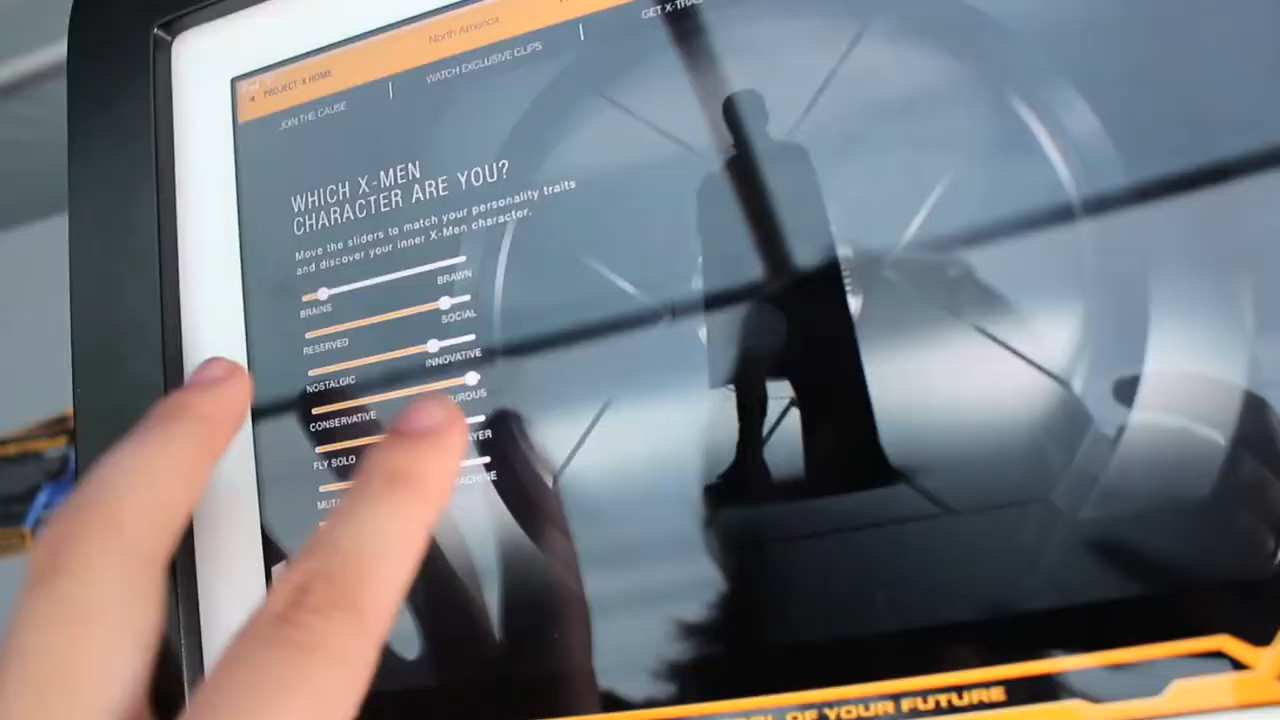 North America
PROJECT-X HOME
JOIN THE CAUSE
WATCH EXCLUSIVE CLIPS
GET X-TRAS
WHICH X-MEN
CHARACTER ARE YOU?
Move the sliders to match your personality traits
and discover your inner X-Men character.
BRAINS BRAWN
RESERVED SOCIAL
NOSTALGIC INNOVATIVE
CONSERVATIVE
FLY SOLO
OF YOUR FUTURE